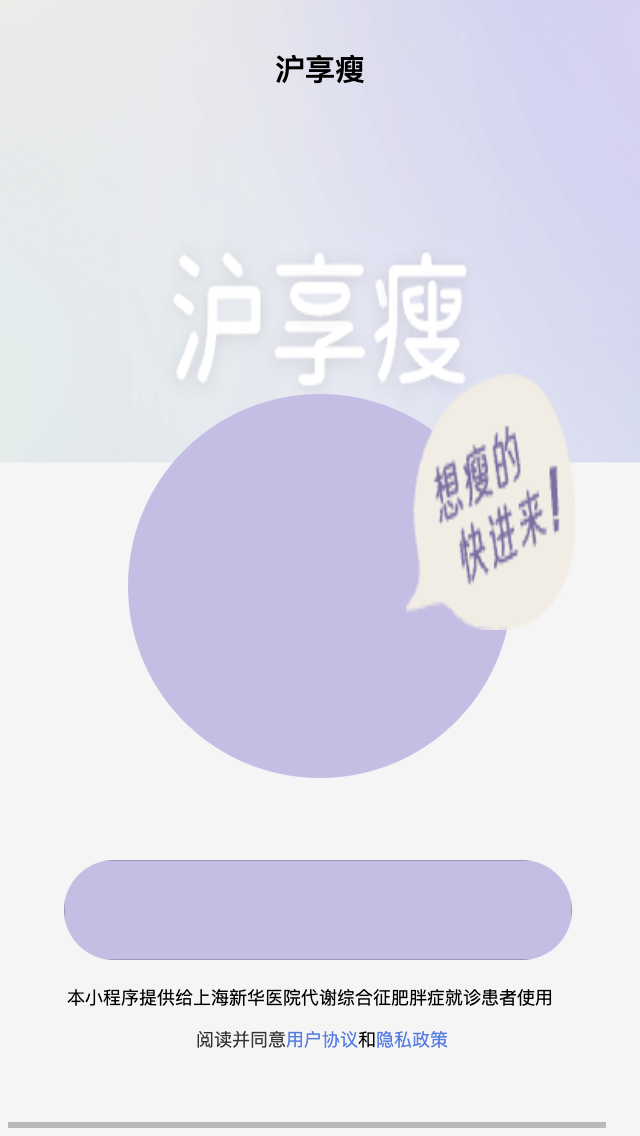 沪享瘦
沪享瘦
想瘦的
快进来!
本小程序提供给上海新华医院代谢综合征肥胖症就诊患者使用
阅读并同意用户协议和隐私政策